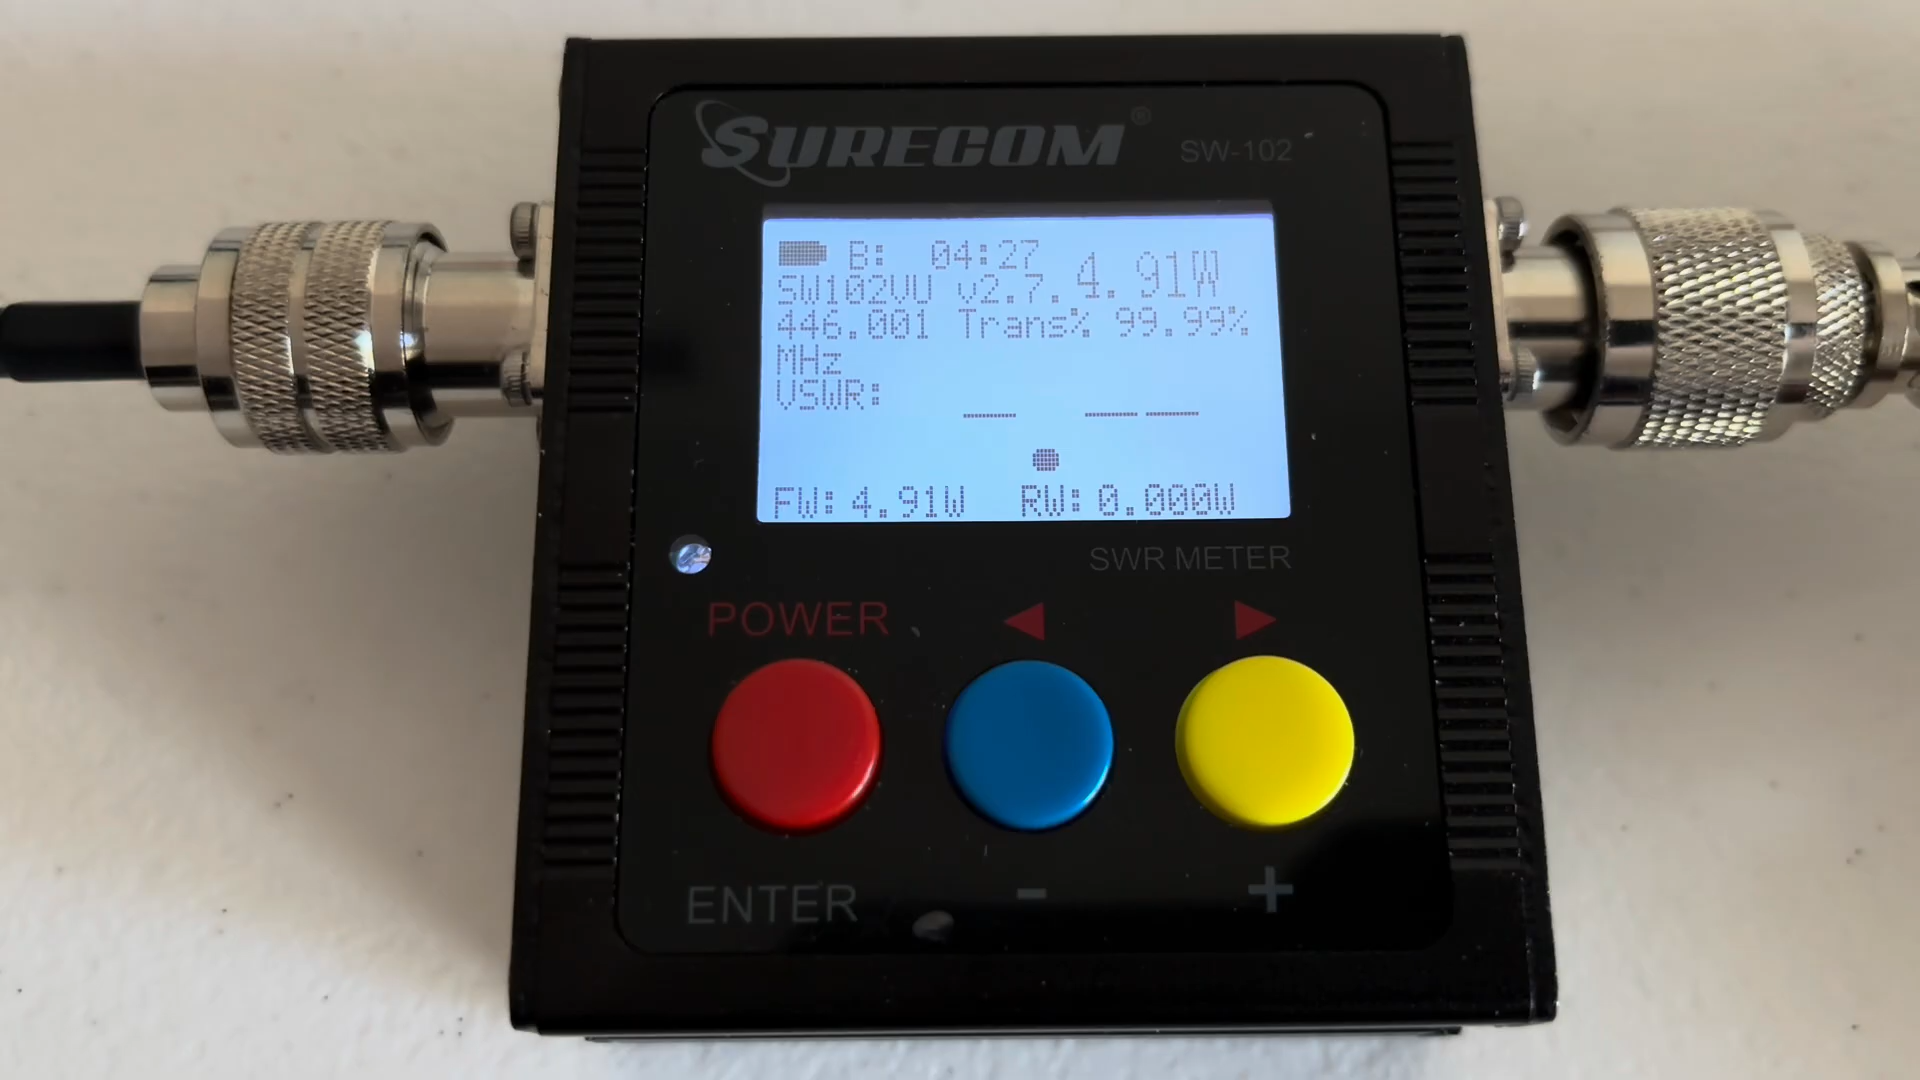 SURECOM®
SW-102
B: 04:27
SW102VU v2.7. 4.91W
446.001 Trans% 99.99%
MHz
VSWR: _ . _ _
FW: 4.91W RW: 0.000W
SWR METER
POWER ◀ ▶
ENTER - +